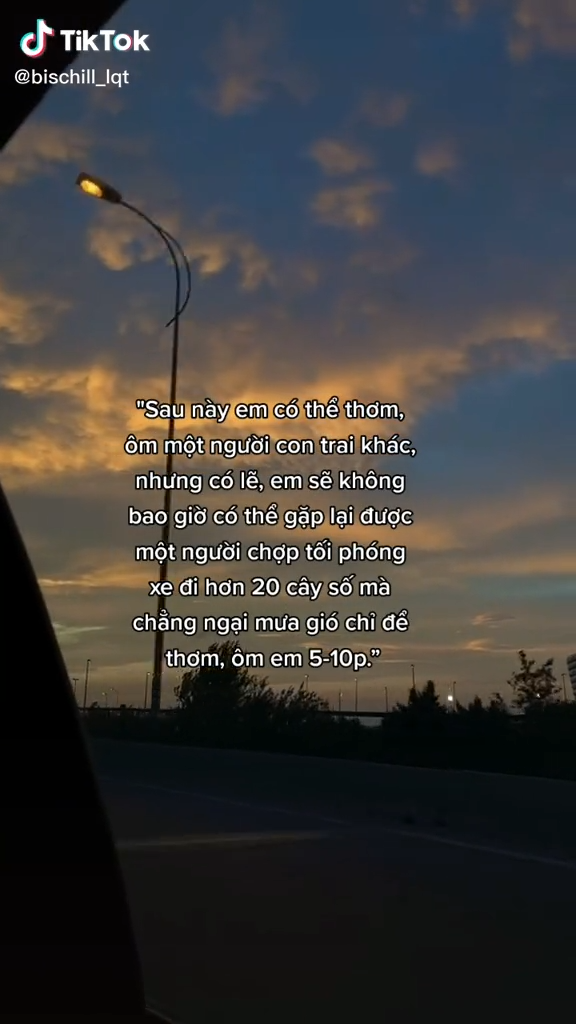 TikTok
@bischill_lqt
"Sau này em có thể thơm,
ôm một người con trai khác,
nhưng có lẽ, em sẽ không
bao giờ có thể gặp lại được
một người chợp tối phóng
xe đi hơn 20 cây số mà
chẳng ngại mưa gió chỉ để
thơm, ôm em 5-10p.”